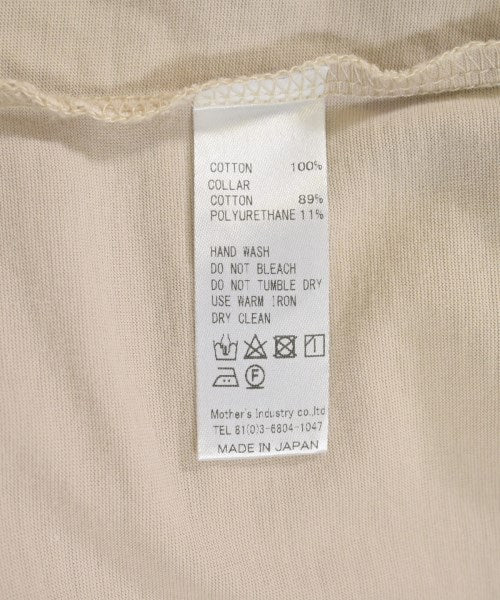 COTTON 100%
COLLAR
COTTON 89%
POLYURETHANE 11%
HAND WASH
DO NOT BLEACH
DO NOT TUMBLE DRY
USE WARM IRON
DRY CLEAN
F
Mother's Industry co.,ltd
TEL 81(0)3-6804-1047
MADE IN JAPAN